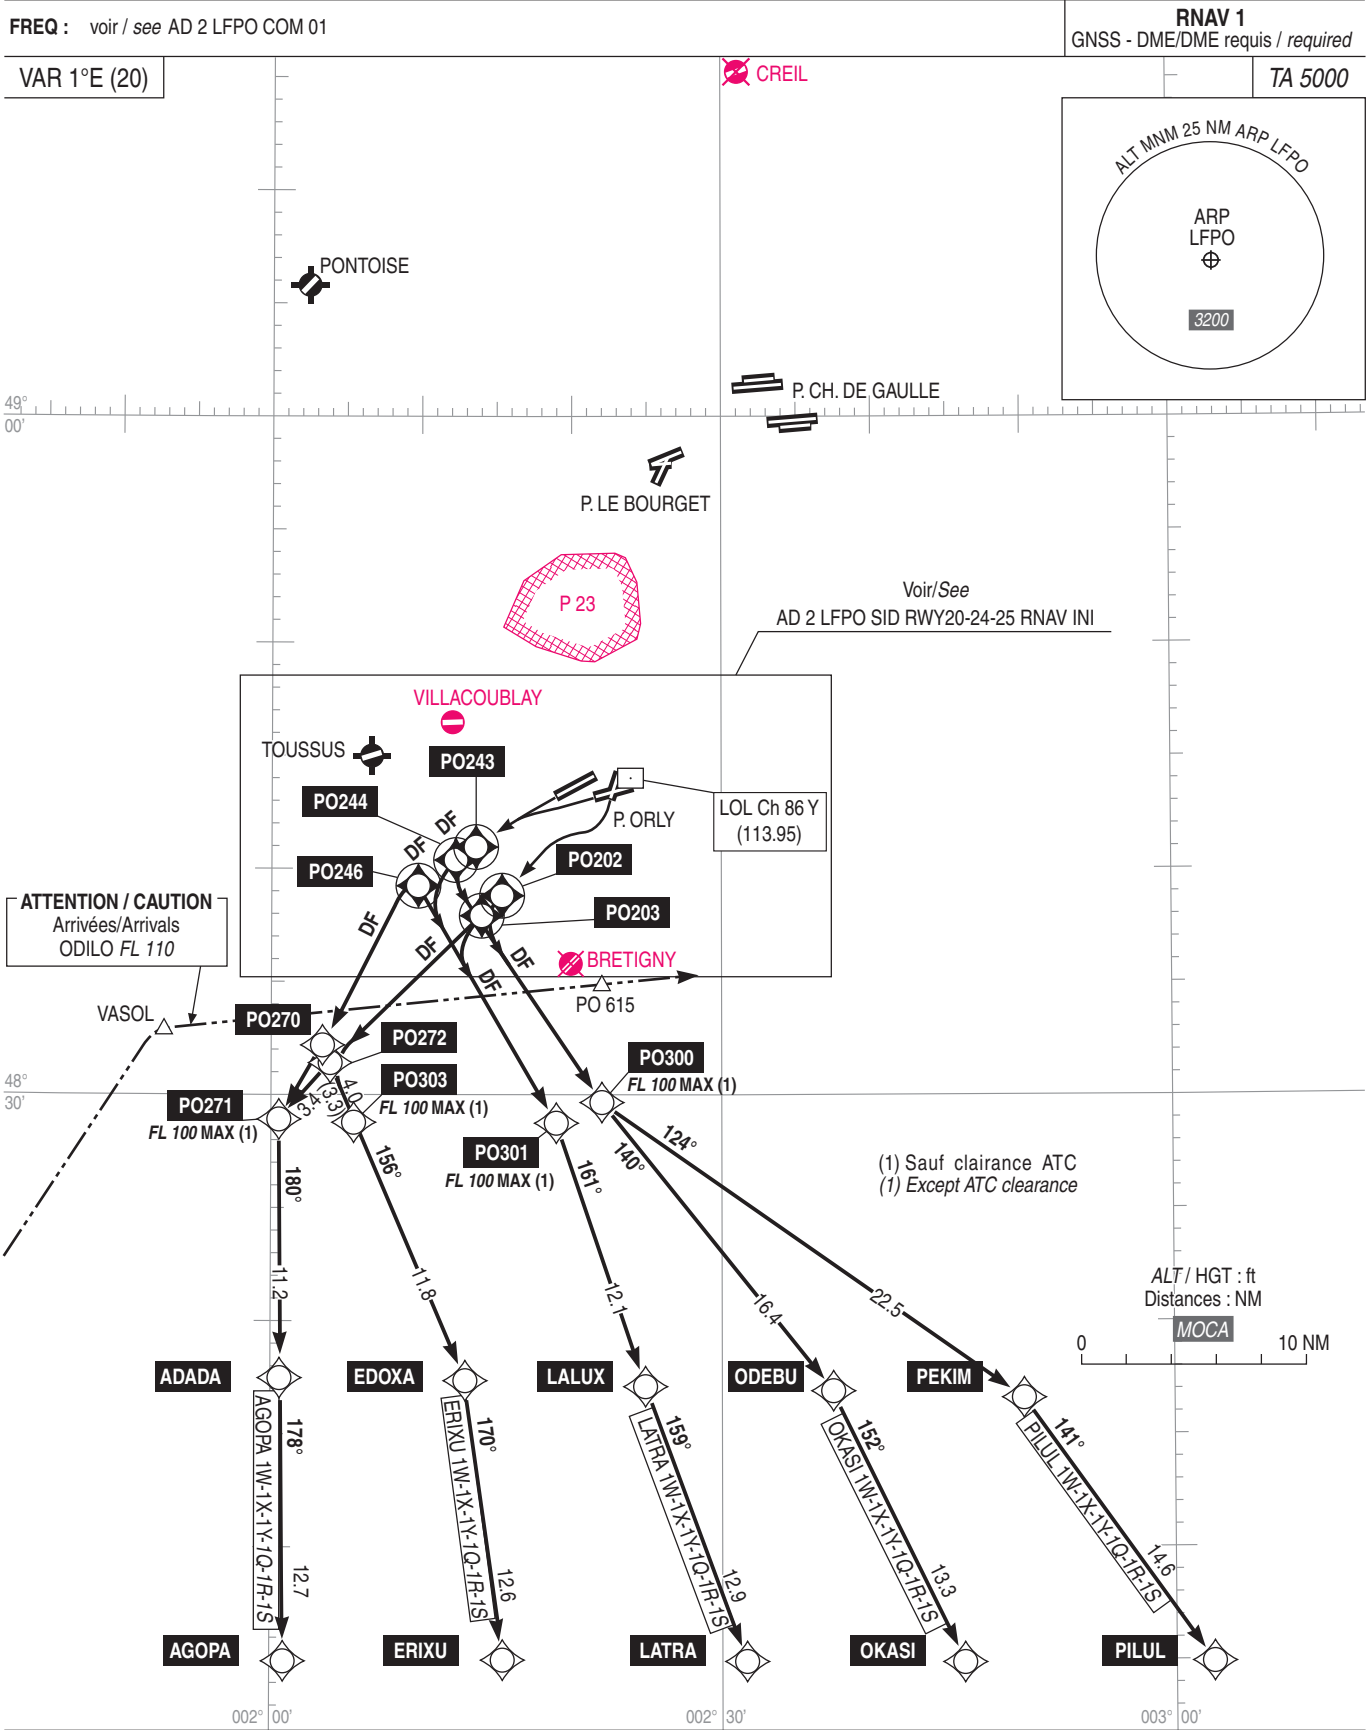 FREQ : voir / see AD 2 LFPO COM 01
RNAV 1
GNSS - DME/DME requis / required
VAR 1°E (20)
CREIL
TA 5000
ALT MNM 25 NM ARP LFPO
ARP
LFPO
3200
PONTOISE
P. CH. DE GAULLE
49°
00'
P. LE BOURGET
P 23
Voir/See
AD 2 LFPO SID RWY20-24-25 RNAV INI
VILLACOUBLAY
TOUSSUS
PO243
PO244
LOL Ch 86 Y
(113.95)
P. ORLY
DF
DF
PO246
PO202
PO203
ATTENTION / CAUTION
Arrivées/Arrivals
ODILO FL 110
DF
DF
DF
DF
BRETIGNY
VASOL
PO 615
PO270
PO272
PO300
FL 100 MAX (1)
48°
30'
PO303
FL 100 MAX (1)
PO271
FL 100 MAX (1)
3.4
(3.3)
4.0
PO301
FL 100 MAX (1)
180°
156°
161°
140°
124°
(1) Sauf clairance ATC
(1) Except ATC clearance
11.2
11.8
12.1
16.4
22.5
ALT / HGT : ft
Distances : NM
MOCA
0
10 NM
ADADA
EDOXA
LALUX
ODEBU
PEKIM
178°
170°
159°
152°
141°
AGOPA 1W-1X-1Y-1Q-1R-1S
ERIXU 1W-1X-1Y-1Q-1R-1S
LATRA 1W-1X-1Y-1Q-1R-1S
OKASI 1W-1X-1Y-1Q-1R-1S
PILUL 1W-1X-1Y-1Q-1R-1S
12.7
12.6
12.9
13.3
14.6
AGOPA
ERIXU
LATRA
OKASI
PILUL
002° 00'
002° 30'
003° 00'